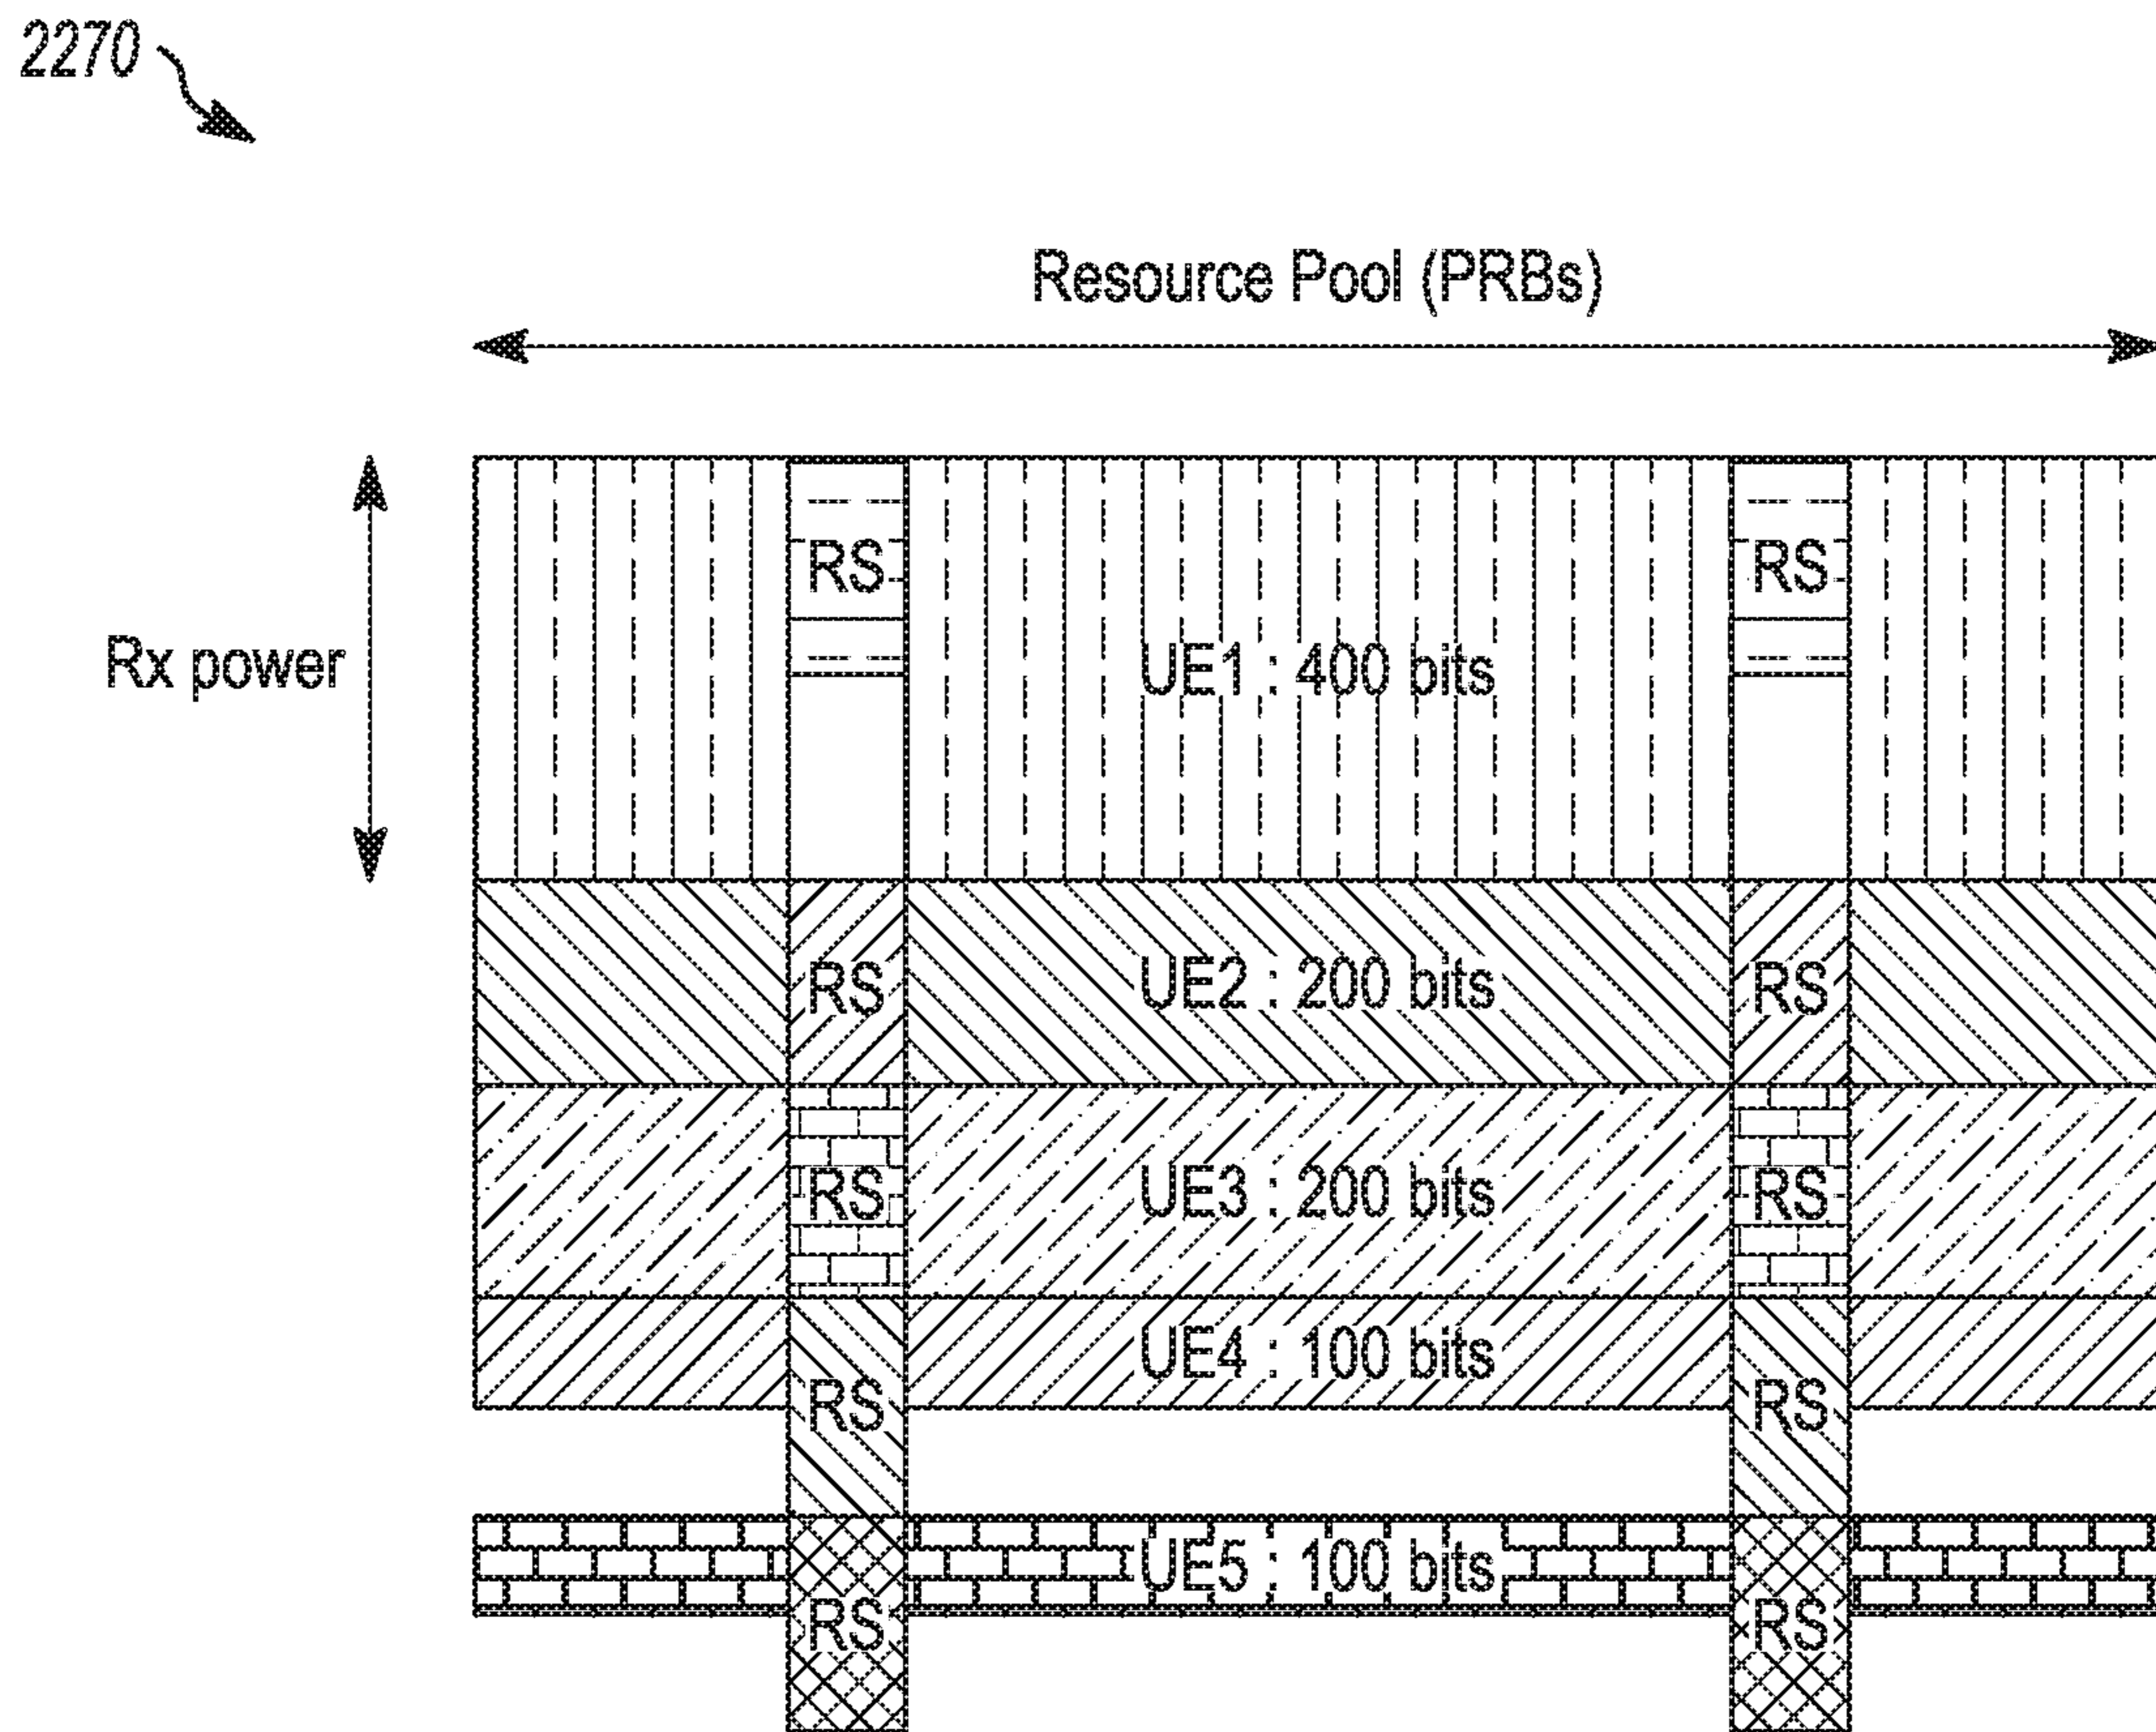 2270
Resource Pool (PRBs)
Rx power
RS
RS
UE1 : 400 bits
RS
UE2 : 200 bits
RS
RS
UE3 : 200 bits
RS
UE4 : 100 bits
RS
RS
UE5 : 100 bits
RS
RS